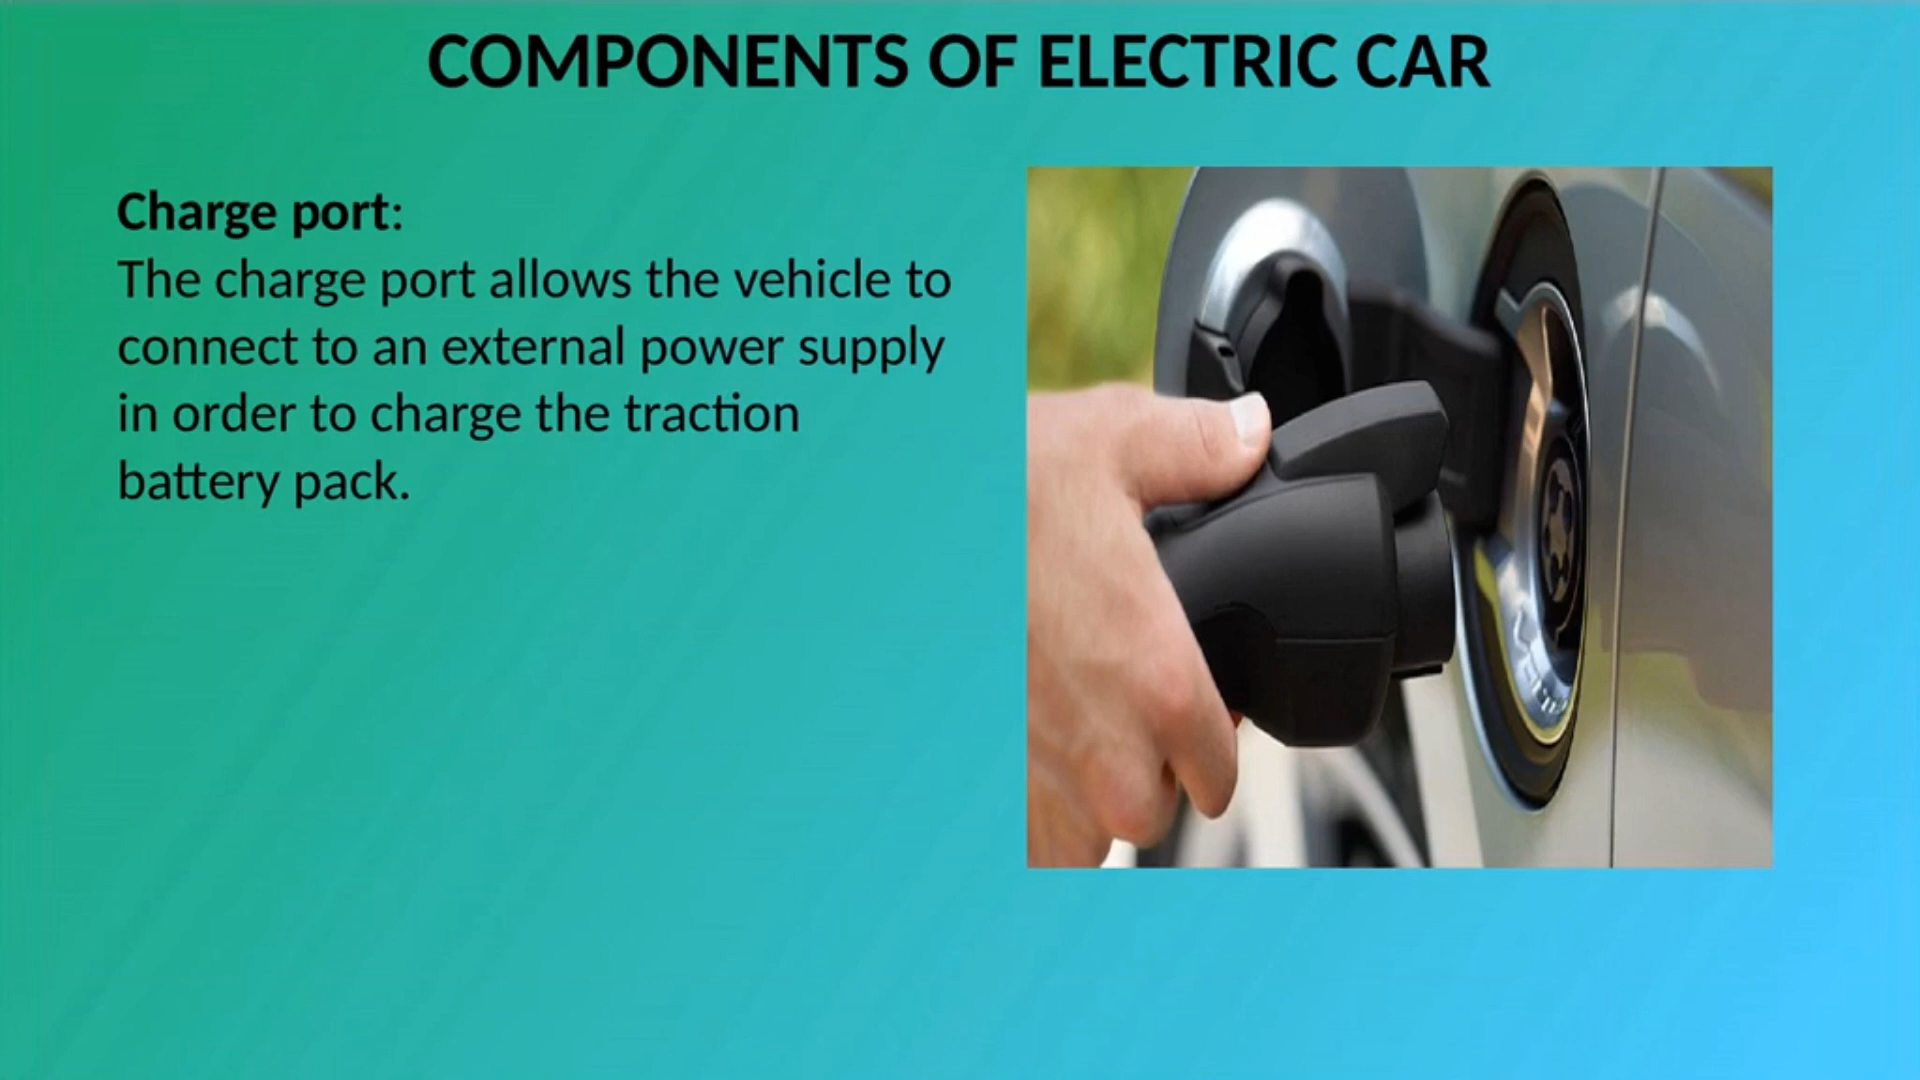 COMPONENTS OF ELECTRIC CAR
Charge port:
The charge port allows the vehicle to
connect to an external power supply
in order to charge the traction
battery pack.